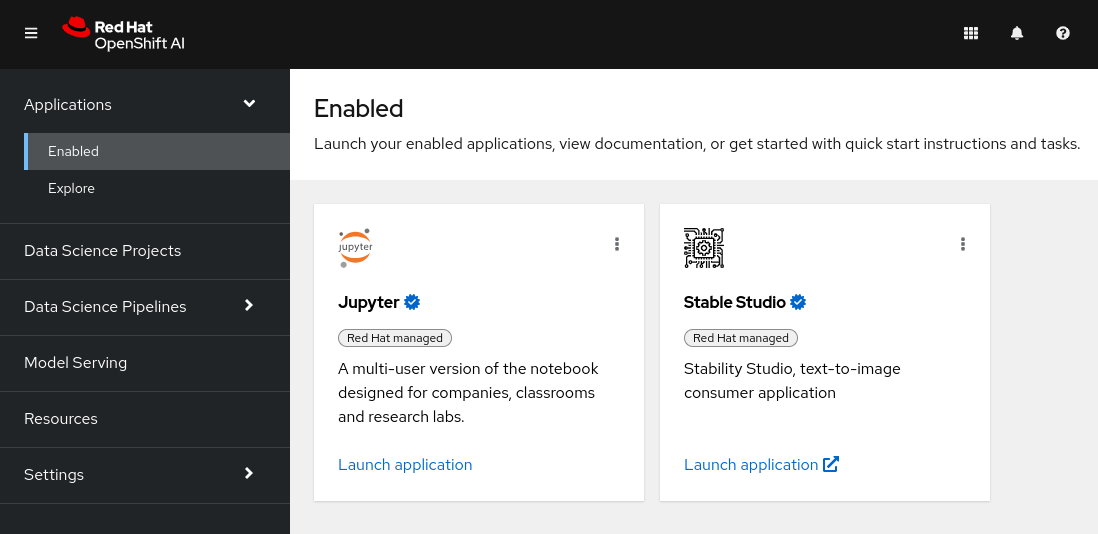 Red Hat
OpenShift AI
Applications
Enabled
Explore
Data Science Projects
Data Science Pipelines
Model Serving
Resources
Settings
Enabled
Launch your enabled applications, view documentation, or get started with quick start instructions and tasks.
jupyter
Jupyter
Red Hat managed
A multi-user version of the notebook
designed for companies, classrooms
and research labs.
Launch application
Stable Studio
Red Hat managed
Stability Studio, text-to-image
consumer application
Launch application